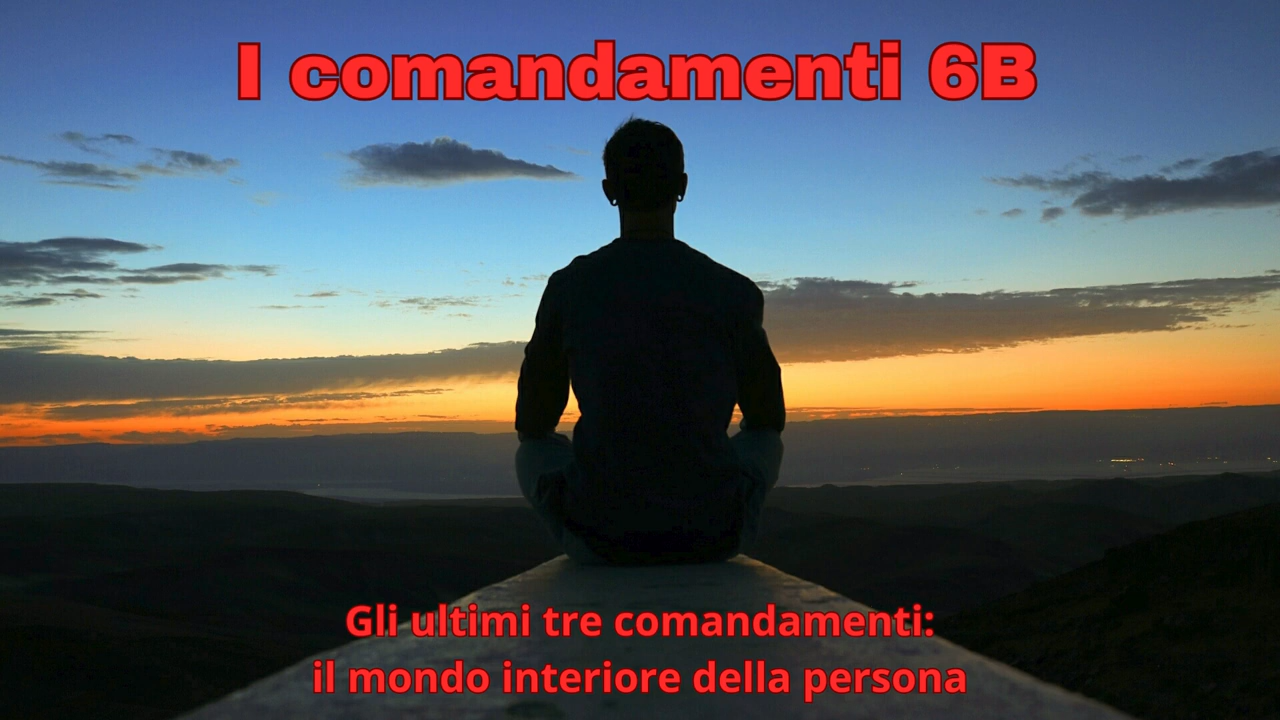 I comandamenti 6B
Gli ultimi tre comandamenti:
il mondo interiore della persona